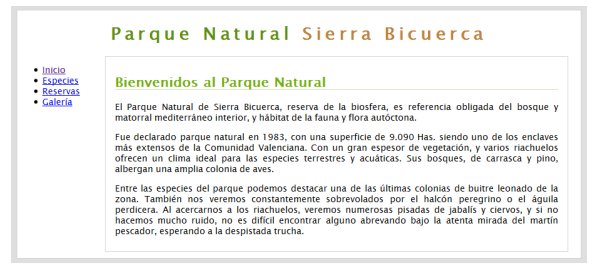 Parque Natural Sierra Bicuerca
Inicio
Especies
Reservas
Galería
Bienvenidos al Parque Natural
El Parque Natural de Sierra Bicuerca, reserva de la biosfera, es referencia obligada del bosque y
matorral mediterráneo interior, y hábitat de la fauna y flora autóctona.
Fue declarado parque natural en 1983, con una superficie de 9.090 Has. siendo uno de los enclaves
más extensos de la Comunidad Valenciana. Con un gran espesor de vegetación, y varios riachuelos
ofrecen un clima ideal para las especies terrestres y acuáticas. Sus bosques, de carrasca y pino,
albergan una amplia colonia de aves.
Entre las especies del parque podemos destacar una de las últimas colonias de buitre leonado de la
zona. También nos veremos constantemente sobrevolados por el halcón peregrino o el águila
perdicera. Al acercarnos a los riachuelos, veremos numerosas pisadas de jabalís y ciervos, y si no
hacemos mucho ruido, no es difícil encontrar alguno abrevando bajo la atenta mirada del martín
pescador, esperando a la despistada trucha.